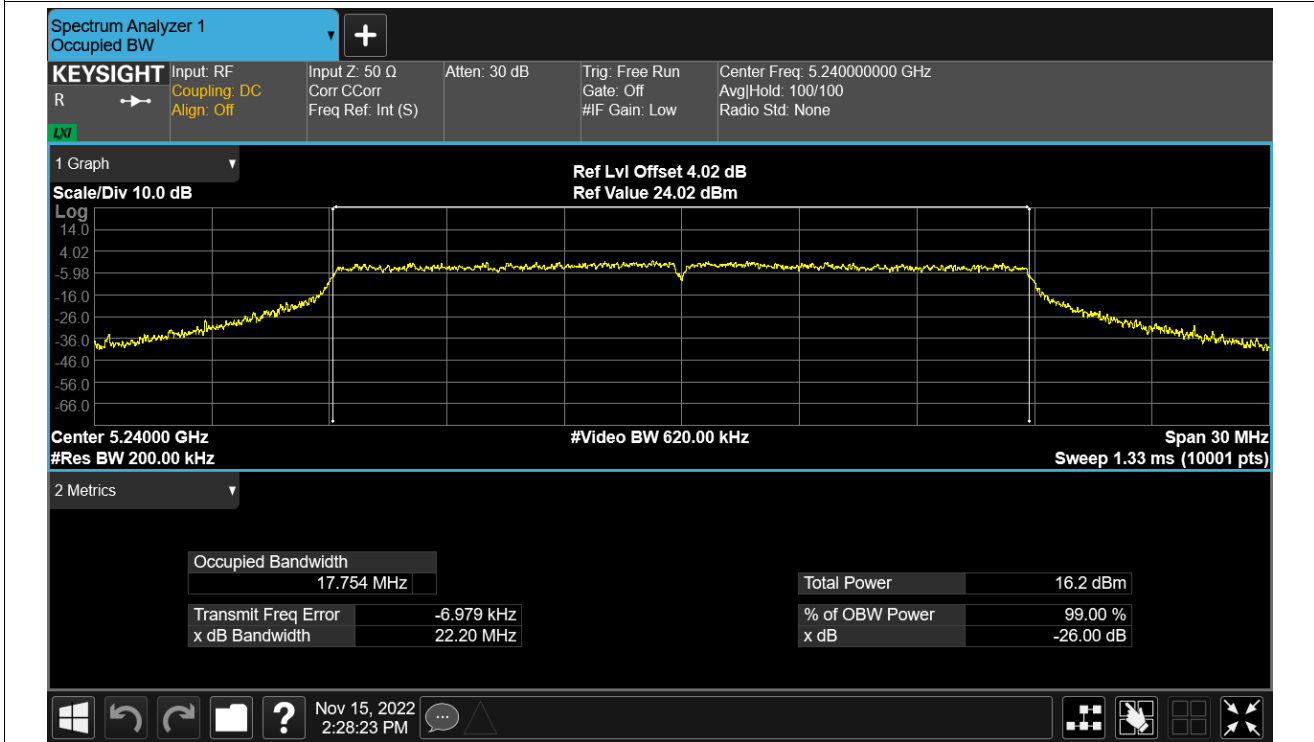 Spectrum Analyzer 1
Occupied BW
+
KEYSIGHT Input: RF Input Z: 50 Ω Atten: 30 dB Trig: Free Run Center Freq: 5.240000000 GHz
R Coupling: DC Corr CCorr Gate: Off Avg|Hold: 100/100
Align: Off Freq Ref: Int (S) #IF Gain: Low Radio Std: None
LXI
1 Graph
Ref Lvl Offset 4.02 dB
Scale/Div 10.0 dB Ref Value 24.02 dBm
Log
14.0
4.02
-5.98
-16.0
-26.0
-36.0
-46.0
-56.0
-66.0
Center 5.24000 GHz #Video BW 620.00 kHz Span 30 MHz
#Res BW 200.00 kHz Sweep 1.33 ms (10001 pts)
2 Metrics
Occupied Bandwidth
17.754 MHz Total Power 16.2 dBm
Transmit Freq Error -6.979 kHz % of OBW Power 99.00 %
x dB Bandwidth 22.20 MHz x dB -26.00 dB
? Nov 15, 2022
2:28:23 PM